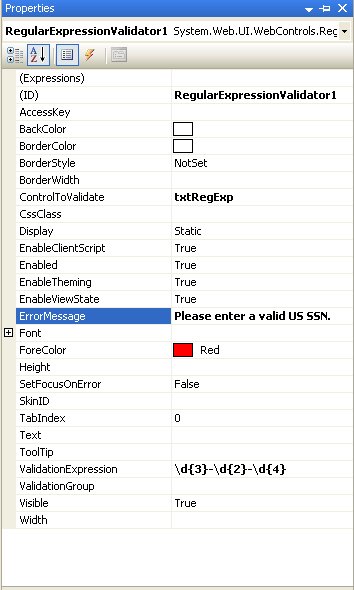 Properties
RegularExpressionValidator1 System.Web.UI.WebControls.Reg
(Expressions)
(ID) RegularExpressionValidator1
AccessKey
BackColor
BorderColor
BorderStyle NotSet
BorderWidth
ControlToValidate txtRegExp
CssClass
Display Static
EnableClientScript True
Enabled True
EnableTheming True
EnableViewState True
ErrorMessage Please enter a valid US SSN.
Font
ForeColor Red
Height
SetFocusOnError False
SkinID
TabIndex 0
Text
ToolTip
ValidationExpression \d{3}-\d{2}-\d{4}
ValidationGroup
Visible True
Width